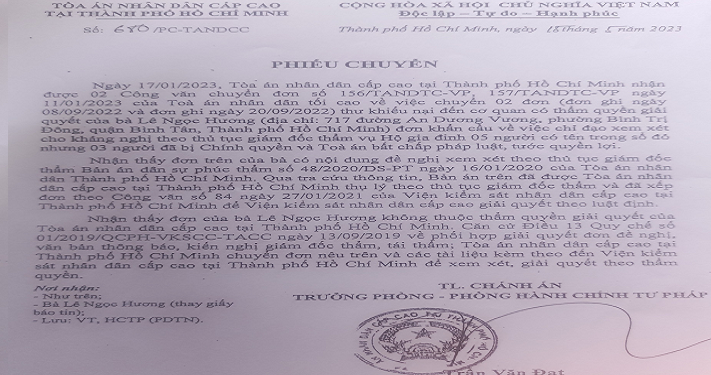 TÒA ÁN NHÂN DÂN CẤP CAO
TẠI THÀNH PHỐ HỒ CHÍ MINH
CỘNG HÒA XÃ HỘI CHỦ NGHĨA VIỆT NAM
Độc lập – Tự do – Hạnh phúc
Số: 680/PC-TANDCC
Thành phố Hồ Chí Minh, ngày 15 tháng 5 năm 2023
PHIẾU CHUYỂN
Ngày 17/01/2023, Tòa án nhân dân cấp cao tại Thành phố Hồ Chí Minh nhận
được 02 Công văn chuyển đơn số 156/TANDTC-VP, 157/TANDTC-VP ngày
11/01/2023 của Toà án nhân dân tối cao về việc chuyển 02 đơn (đơn ghi ngày
08/09/2022 và đơn ghi ngày 20/09/2022) thư khiếu nại đến cơ quan có thẩm quyền giải
quyết của bà Lê Ngọc Hương (địa chỉ: 717 đường An Dương Vương, phường Bình Trị
Đông, quận Bình Tân, Thành phố Hồ Chí Minh) đơn khẩn cầu về việc chỉ đạo xem xét
cho kháng nghị theo thủ tục giám đốc thẩm vụ Hộ gia đình 05 người có tên trong sổ đỏ
nhưng 03 người đã bị Chính quyền và Toà án bất chấp pháp luật, tước quyền lợi.
Nhận thấy đơn của bà có nội dung đề nghị xem xét theo thủ tục giám đốc
thẩm Bản án dân sự phúc thẩm số 48/2020/DS-PT ngày 16/01/2020 của Tòa án nhân
dân Thành phố Hồ Chí Minh. Qua tra cứu thông tin, Bản án trên đã được Tòa án nhân
dân cấp cao tại Thành phố Hồ Chí Minh thụ lý theo thủ tục giám đốc thẩm và đã xếp
đơn theo Công văn số 84 ngày 27/01/2021 của Viện kiểm sát nhân dân cấp cao tại
Thành phố Hồ Chí Minh để Viện kiểm sát nhân dân cấp cao giải quyết theo luật định.
Nhận thấy đơn của bà Lê Ngọc Hương không thuộc thẩm quyền giải quyết của
Tòa án nhân dân cấp cao tại Thành phố Hồ Chí Minh. Căn cứ Điều 13 Quy chế số
01/2019/QCPH-VKSCC-TACC ngày 13/09/2019 về phối hợp giải quyết đơn đề nghị,
văn bản thông báo, kiến nghị giám đốc thẩm, tái thẩm; Tòa án nhân dân cấp cao tại
Thành phố Hồ Chí Minh chuyển đơn nêu trên và các tài liệu kèm theo đến Viện kiểm
sát nhân dân cấp cao tại Thành phố Hồ Chí Minh để xem xét, giải quyết theo thẩm
quyền.
Nơi nhận:
- Như trên;
- Bà Lê Ngọc Hương (thay giấy
báo tin);
- Lưu: VT, HCTP (PDTN).
TL. CHÁNH ÁN
TRƯỞNG PHÒNG - PHÒNG HÀNH CHÍNH TƯ PHÁP
Trần Văn Đạt